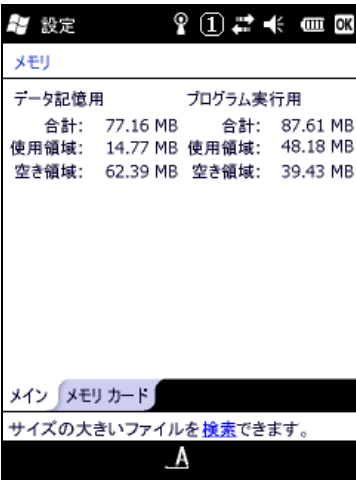 設定 1 OK
メモリ
データ記憶用 プログラム実行用
合計: 77.16 MB 合計: 87.61 MB
使用領域: 14.77 MB 使用領域: 48.18 MB
空き領域: 62.39 MB 空き領域: 39.43 MB
メイン メモリ カード
サイズの大きいファイルを検索できます。
A